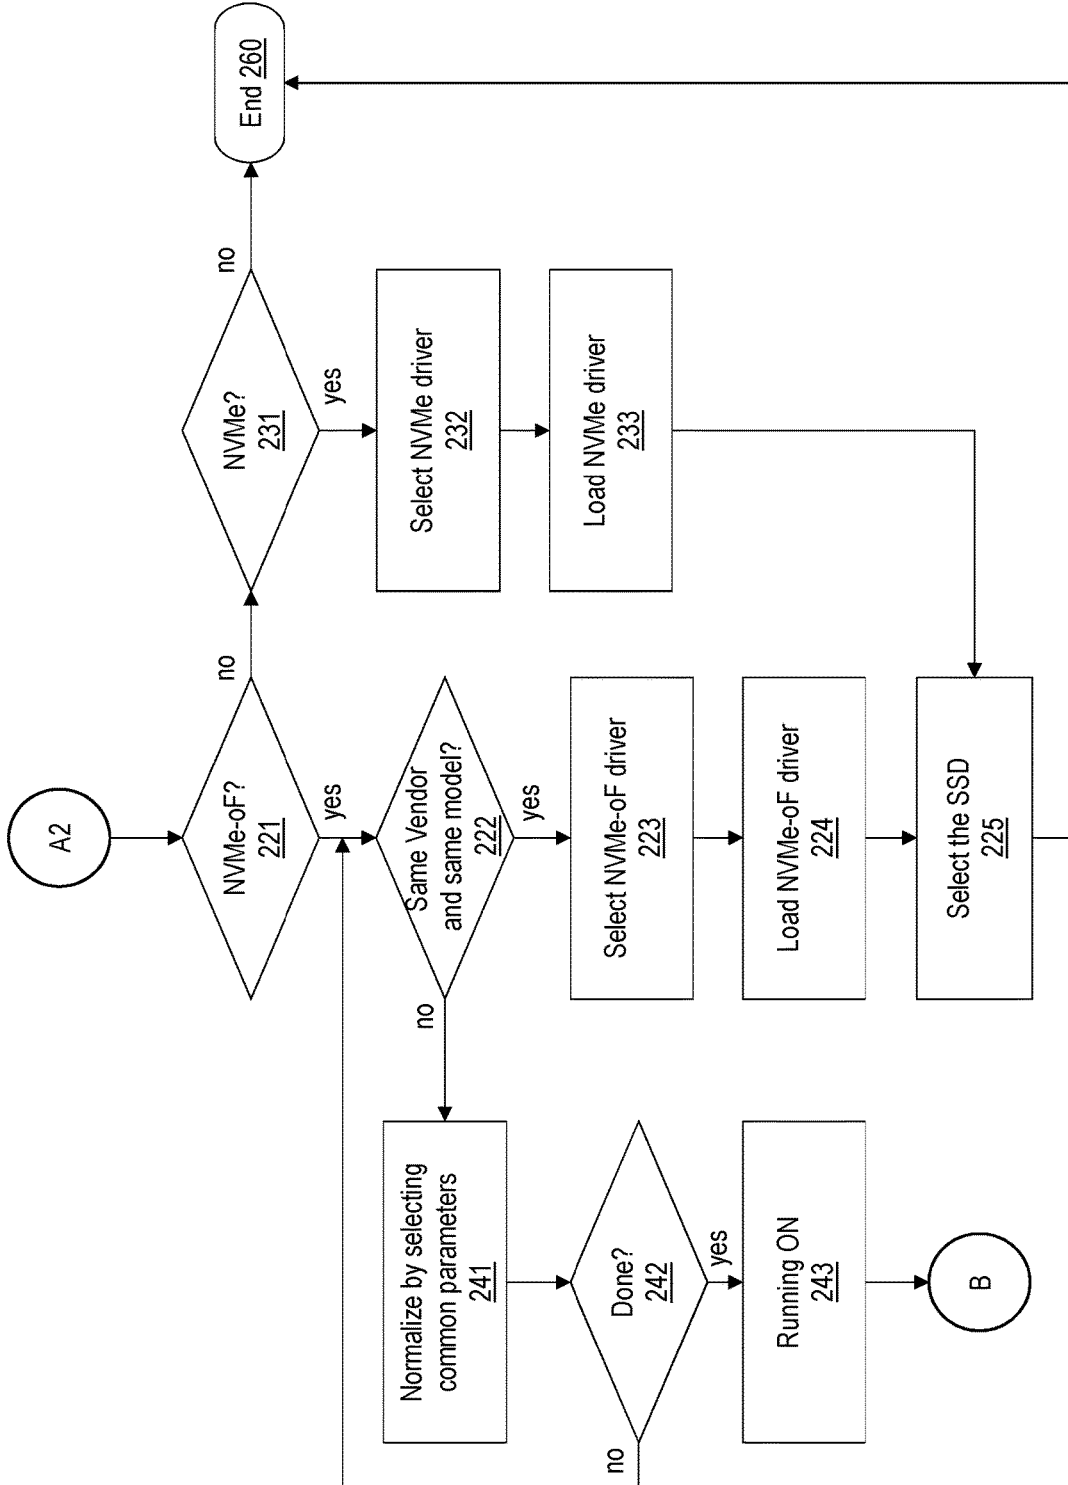 A2
NVMe-oF?
221
yes
no
NVMe?
231
no
End 260
yes
Select NVMe driver
232
Load NVMe driver
233
Same Vendor
and same model?
222
yes
Select NVMe-oF driver
223
Load NVMe-oF driver
224
Select the SSD
225
no
Normalize by selecting
common parameters
241
Done?
242
no
yes
Running ON
243
B